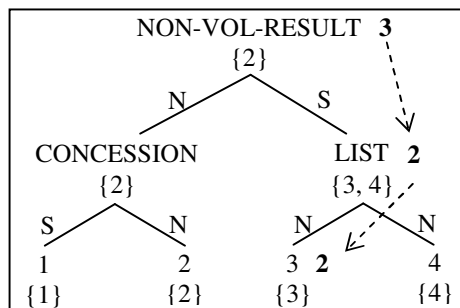 NON-VOL-RESULT 3
{2}
N S
CONCESSION LIST 2
{2} {3, 4}
S N N N
1 2 3 2 4
{1} {2} {3} {4}